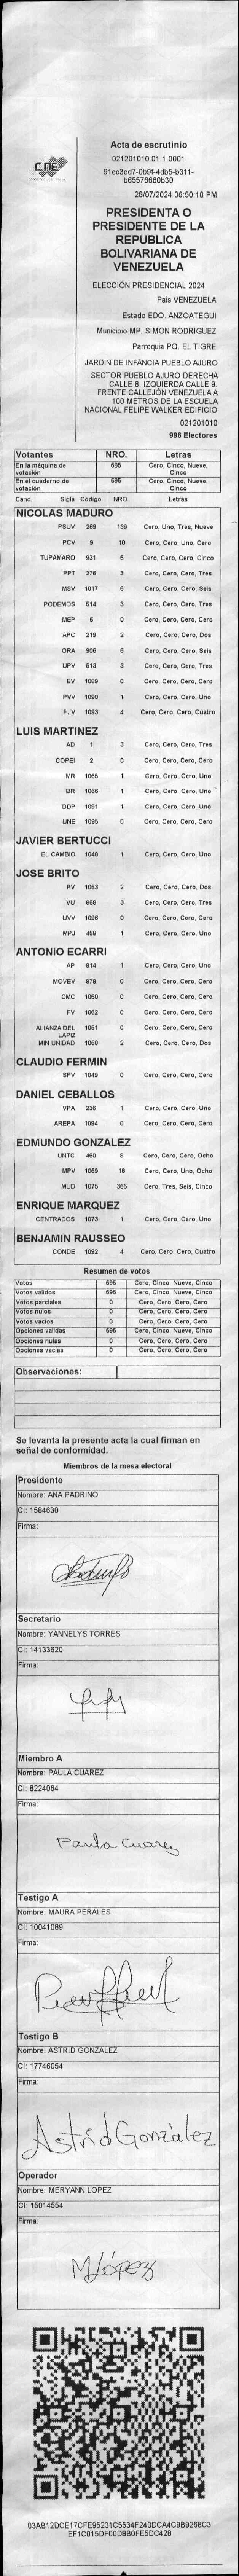 CNE
Acta de escrutinio
021201010.01.1.0001
91ec3ed7-0b9f-4db5-b311-
b65576660b30
28/07/2024 06:50:10 PM
PRESIDENTA O
PRESIDENTE DE LA
REPUBLICA
BOLIVARIANA DE
VENEZUELA
ELECCIÓN PRESIDENCIAL 2024
Pais VENEZUELA
Estado EDO. ANZOATEGUI
Municipio MP. SIMON RODRIGUEZ
Parroquia PQ. EL TIGRE
JARDIN DE INFANCIA PUEBLO AJURO
SECTOR PUEBLO AJURO DERECHA
CALLE 8. IZQUIERDA CALLE 9.
FRENTE CALLEJÓN VENEZUELA A
100 METROS DE LA ESCUELA
NACIONAL FELIPE WALKER EDIFICIO
021201010
996 Electores
Votantes NRO. Letras
En la máquina de votación 595 Cero, Cinco, Nueve, Cinco
En el cuaderno de votación 595 Cero, Cinco, Nueve, Cinco
Cand. Sigla Código NRO. Letras
NICOLAS MADURO
PSUV 269 139 Cero, Uno, Tres, Nueve
PCV 9 10 Cero, Cero, Uno, Cero
TUPAMARO 931 5 Cero, Cero, Cero, Cinco
PPT 276 3 Cero, Cero, Cero, Tres
MSV 1017 6 Cero, Cero, Cero, Seis
PODEMOS 514 3 Cero, Cero, Cero, Tres
MEP 6 0 Cero, Cero, Cero, Cero
APC 219 2 Cero, Cero, Cero, Dos
ORA 906 6 Cero, Cero, Cero, Seis
UPV 513 3 Cero, Cero, Cero, Tres
EV 1089 0 Cero, Cero, Cero, Cero
PVV 1090 1 Cero, Cero, Cero, Uno
F. V 1093 4 Cero, Cero, Cero, Cuatro
LUIS MARTINEZ
AD 1 3 Cero, Cero, Cero, Tres
COPEI 2 0 Cero, Cero, Cero, Cero
MR 1065 1 Cero, Cero, Cero, Uno
BR 1066 1 Cero, Cero, Cero, Uno
DDP 1091 1 Cero, Cero, Cero, Uno
UNE 1095 0 Cero, Cero, Cero, Cero
JAVIER BERTUCCI
EL CAMBIO 1048 1 Cero, Cero, Cero, Uno
JOSE BRITO
PV 1053 2 Cero, Cero, Cero, Dos
VU 868 3 Cero, Cero, Cero, Tres
UVV 1096 0 Cero, Cero, Cero, Cero
MPJ 459 1 Cero, Cero, Cero, Uno
ANTONIO ECARRI
AP 914 1 Cero, Cero, Cero, Uno
MOVEV 979 0 Cero, Cero, Cero, Cero
CMC 1050 0 Cero, Cero, Cero, Cero
FV 1062 0 Cero, Cero, Cero, Cero
ALIANZA DEL LAPIZ 1051 0 Cero, Cero, Cero, Cero
MIN UNIDAD 1069 2 Cero, Cero, Cero, Dos
CLAUDIO FERMIN
SPV 1049 0 Cero, Cero, Cero, Cero
DANIEL CEBALLOS
VPA 236 1 Cero, Cero, Cero, Uno
AREPA 1094 0 Cero, Cero, Cero, Cero
EDMUNDO GONZALEZ
UNTC 460 8 Cero, Cero, Cero, Ocho
MPV 1069 18 Cero, Cero, Uno, Ocho
MUD 1075 365 Cero, Tres, Seis, Cinco
ENRIQUE MARQUEZ
CENTRADOS 1073 1 Cero, Cero, Cero, Uno
BENJAMIN RAUSSEO
CONDE 1092 4 Cero, Cero, Cero, Cuatro
Resumen de votos
Votos 595 Cero, Cinco, Nueve, Cinco
Votos validos 595 Cero, Cinco, Nueve, Cinco
Votos parciales 0 Cero, Cero, Cero, Cero
Votos nulos 0 Cero, Cero, Cero, Cero
Votos vacios 0 Cero, Cero, Cero, Cero
Opciones validas 595 Cero, Cinco, Nueve, Cinco
Opciones nulas 0 Cero, Cero, Cero, Cero
Opciones vacias 0 Cero, Cero, Cero, Cero
Observaciones:
Se levanta la presente acta la cual firman en
señal de conformidad.
Miembros de la mesa electoral
Presidente
Nombre: ANA PADRINO
CI: 1584630
Firma:
Secretario
Nombre: YANNELYS TORRES
CI: 14133620
Firma:
Miembro A
Nombre: PAULA CUAREZ
CI: 8224064
Firma:
Paula Cuarez
Testigo A
Nombre: MAURA PERALES
CI: 10041089
Firma:
Testigo B
Nombre: ASTRID GONZALEZ
CI: 17746054
Firma:
Astrid González
Operador
Nombre: MERYANN LOPEZ
CI: 15014554
Firma:
MLópez
03AB12DCE17CFE95231C5534F240DCA4C9B9268C3
EF1C015DF00D8B0FE5DC428